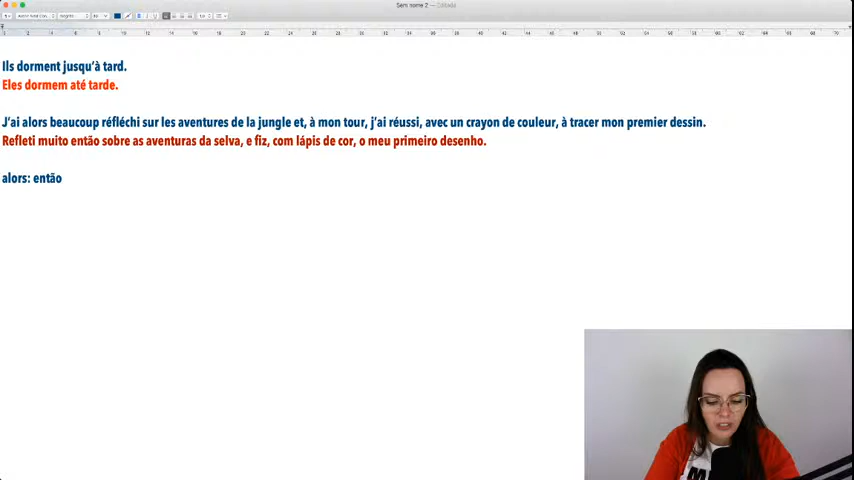 Sem nome 2 — Editada
Ils dorment jusqu'à tard.
Eles dormem até tarde.
J'ai alors beaucoup réfléchi sur les aventures de la jungle et, à mon tour, j'ai réussi, avec un crayon de couleur, à tracer mon premier dessin.
Refleti muito então sobre as aventuras da selva, e fiz, com lápis de cor, o meu primeiro desenho.
alors: então